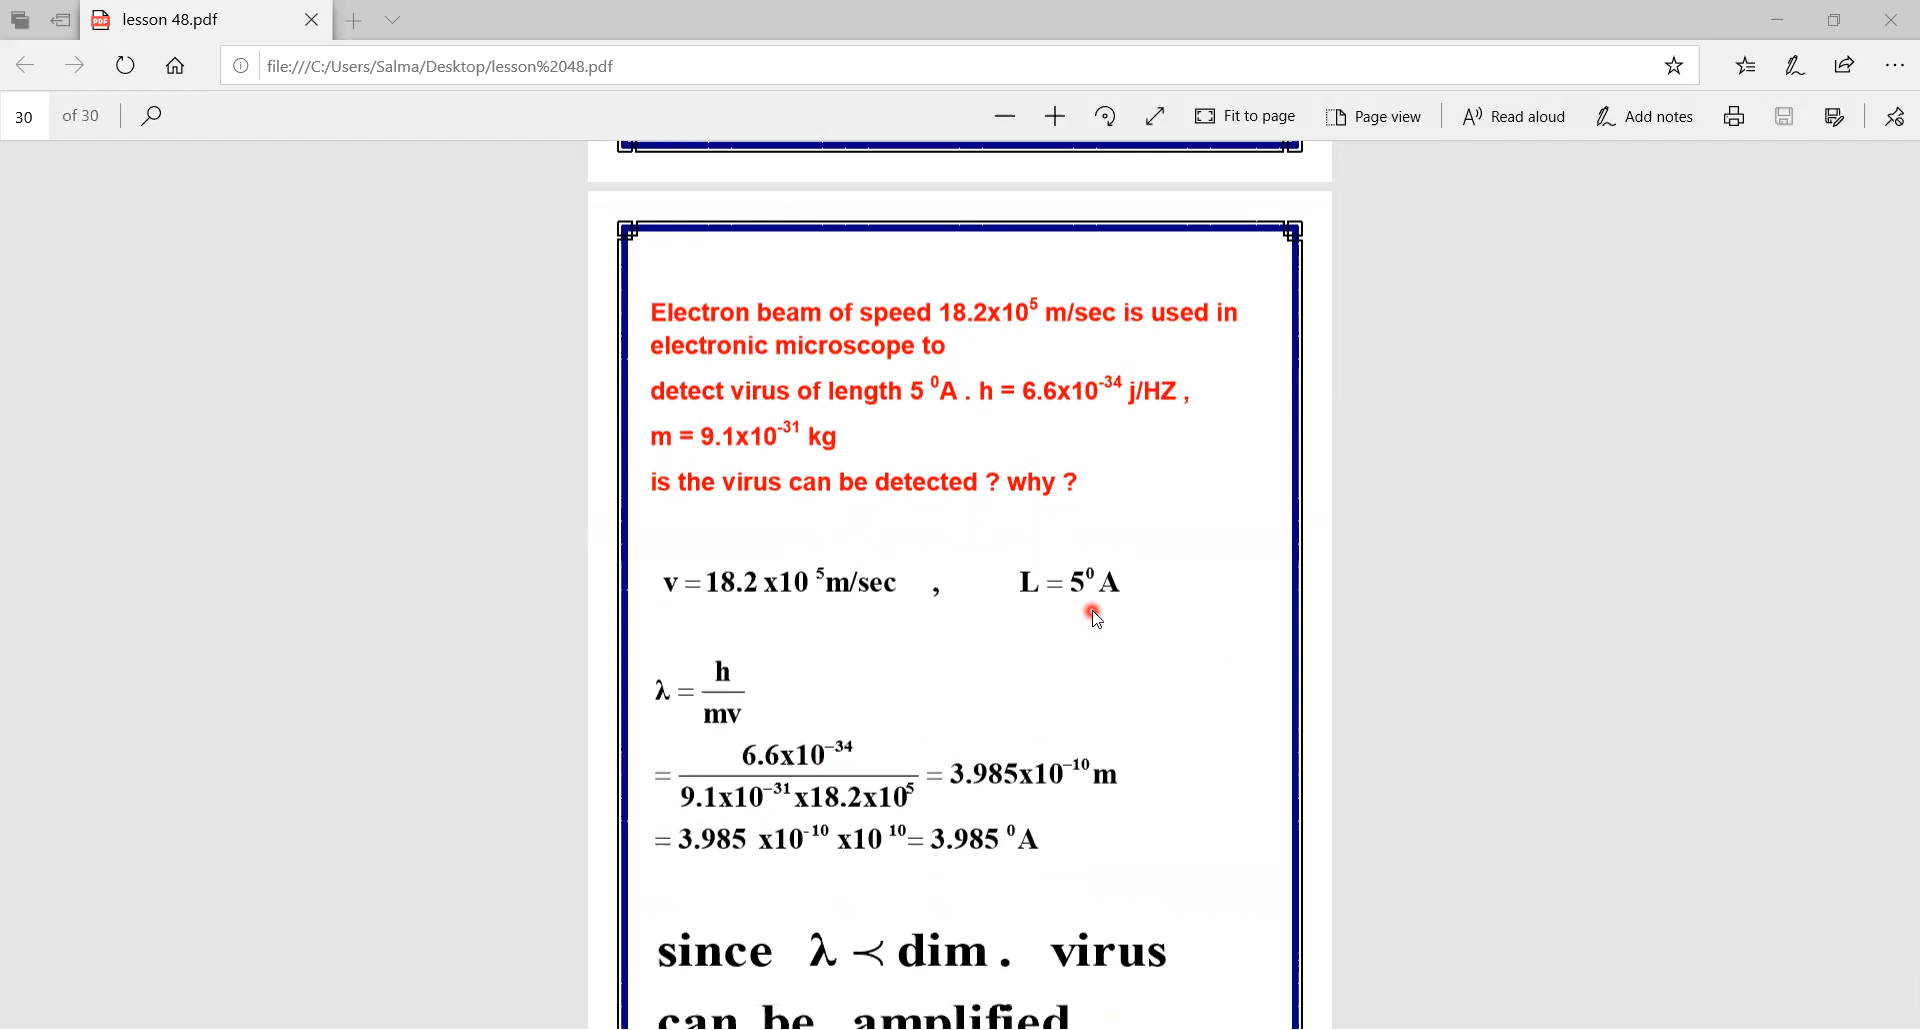 lesson 48.pdf
file:///C:/Users/Salma/Desktop/lesson%2048.pdf
30 of 30
Fit to page
Page view
Read aloud
Add notes
Electron beam of speed 18.2x10⁵ m/sec is used in
electronic microscope to
detect virus of length 5 ⁰A . h = 6.6x10⁻³⁴ j/HZ ,
m = 9.1x10⁻³¹ kg
is the virus can be detected ? why ?
v = 18.2 x10 ⁵m/sec , L = 5⁰ A
λ = h / mv
= 6.6x10⁻³⁴ / 9.1x10⁻³¹ x18.2x10⁵ = 3.985x10⁻¹⁰ m
= 3.985 x10⁻¹⁰ x10 ¹⁰= 3.985 ⁰A
since λ ≺ dim . virus
can be amplified